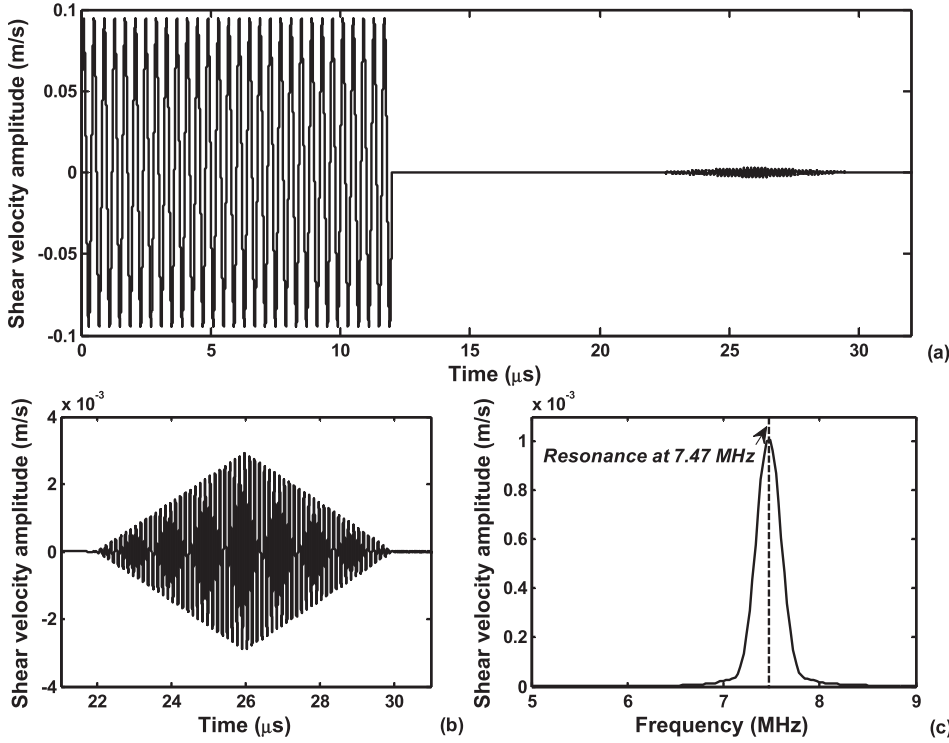 Shear velocity amplitude (m/s)
0.1
0.05
0
-0.05
-0.1
0 5 10 15 20 25 30
Time (μs)
(a)
x 10⁻³
Shear velocity amplitude (m/s)
4
2
0
-2
-4
22 24 26 28 30
Time (μs)
(b)
x 10⁻³
Shear velocity amplitude (m/s)
1
0.8
0.6
0.4
0.2
0
Resonance at 7.47 MHz
5 6 7 8 9
Frequency (MHz)
(c)